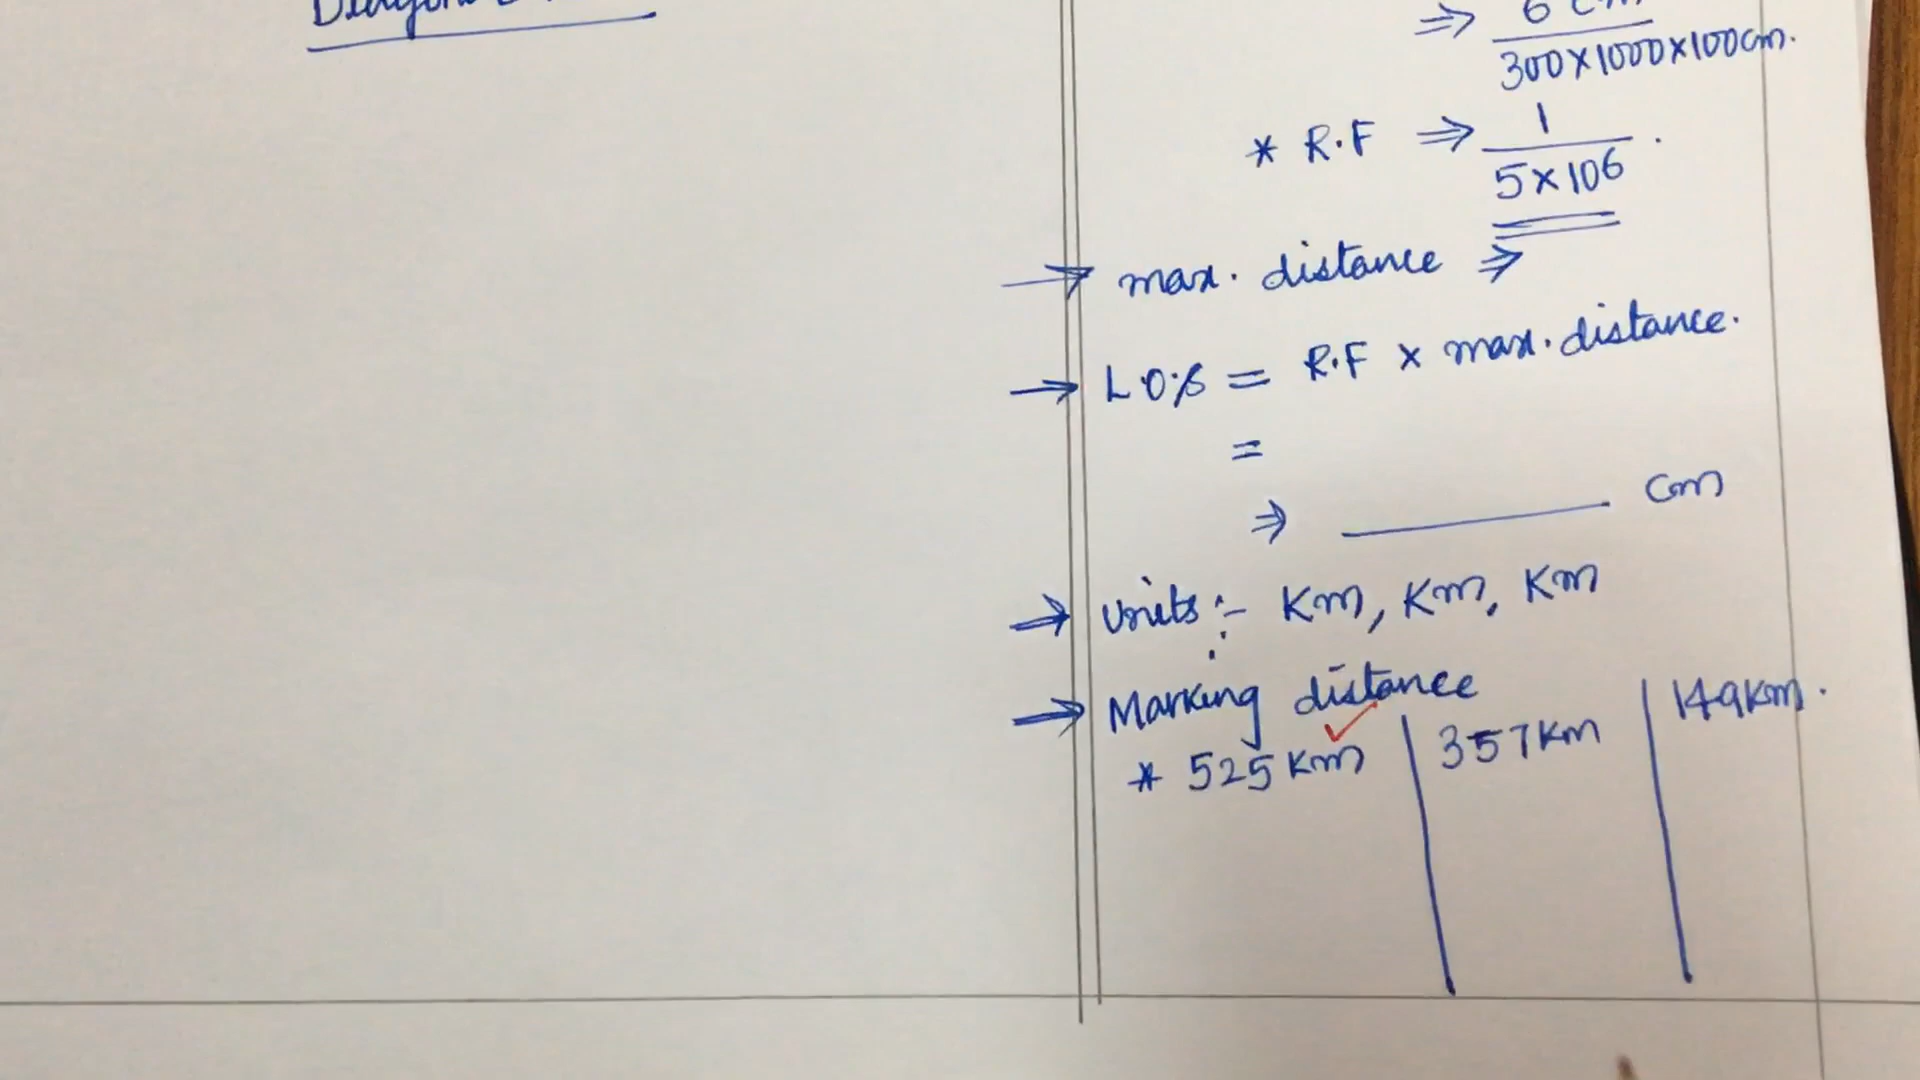 ⇒ 6 cm
300×1000×100cm.
* R.F ⇒ 1
5×106
→ max. distance ⇒
→ L.O.S = R.F × max. distance.
=
⇒ ______ cm
→ Units :- Km, Km, Km
→ Marking distance
* 525 Km | 357 Km | 149 Km.